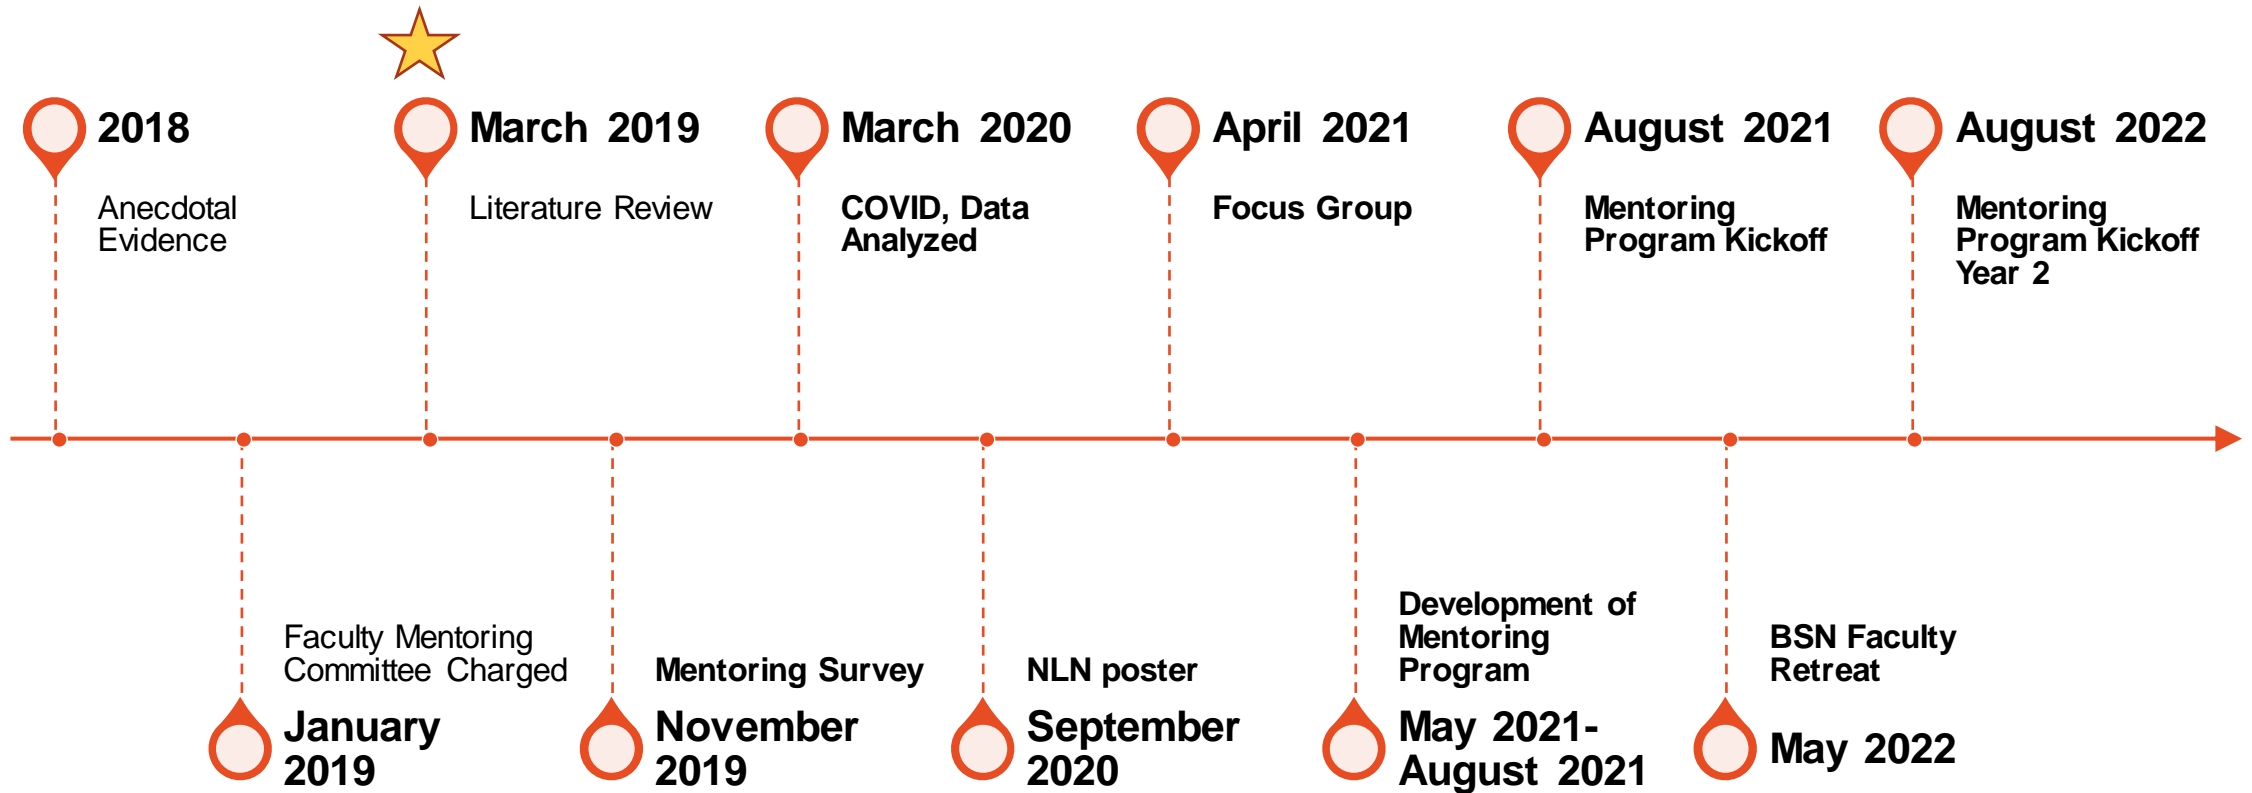 2018
Anecdotal
Evidence
March 2019
Literature Review
March 2020
COVID, Data
Analyzed
April 2021
Focus Group
August 2021
Mentoring
Program Kickoff
August 2022
Mentoring
Program Kickoff
Year 2
Faculty Mentoring
Committee Charged
January
2019
Mentoring Survey
November
2019
NLN poster
September
2020
Development of
Mentoring
Program
May 2021-
August 2021
BSN Faculty
Retreat
May 2022